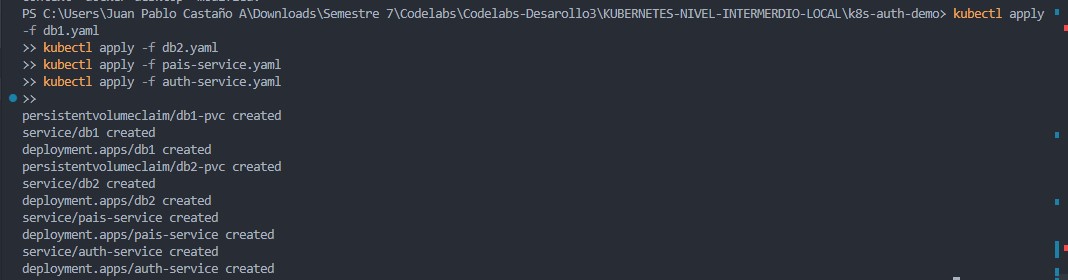 PS C:\Users\Juan Pablo Castaño A\Downloads\Semestre 7\Codelabs\Codelabs-Desarollo3\KUBERNETES-NIVEL-INTERMERDIO-LOCAL\k8s-auth-demo> kubectl apply
-f db1.yaml
>> kubectl apply -f db2.yaml
>> kubectl apply -f pais-service.yaml
>> kubectl apply -f auth-service.yaml
>>
persistentvolumeclaim/db1-pvc created
service/db1 created
deployment.apps/db1 created
persistentvolumeclaim/db2-pvc created
service/db2 created
deployment.apps/db2 created
service/pais-service created
deployment.apps/pais-service created
service/auth-service created
deployment.apps/auth-service created